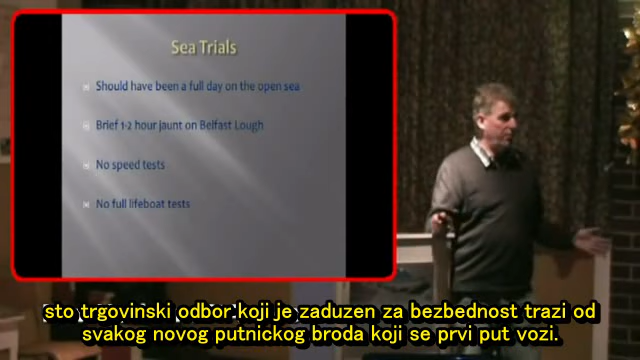 Sea Trials
Should have been a full day on the open sea
Brief 1-2 hour jaunt on Belfast Lough
No speed tests
No full lifeboat tests
sto trgovinski odbor koji je zaduzen za bezbednost trazi od
svakog novog putnickog broda koji se prvi put vozi.